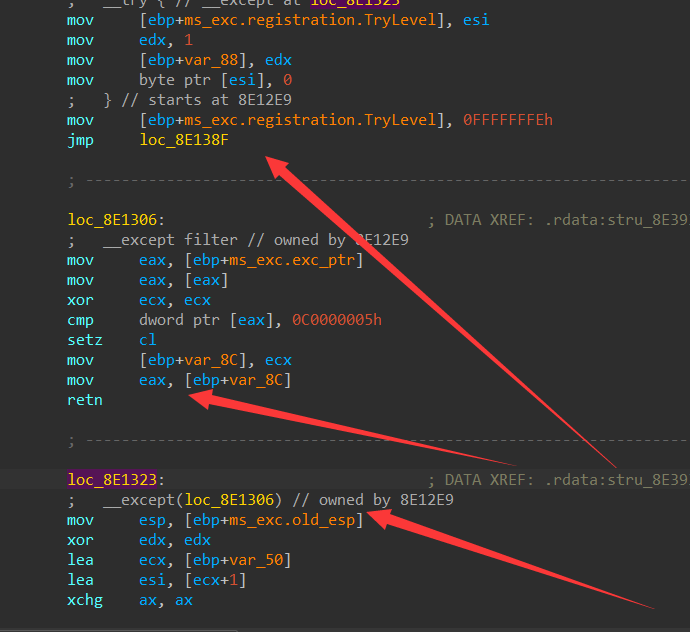 ;   __try { // __except at loc_8E1323
mov     [ebp+ms_exc.registration.TryLevel], esi
mov     edx, 1
mov     [ebp+var_88], edx
mov     byte ptr [esi], 0
;   } // starts at 8E12E9
mov     [ebp+ms_exc.registration.TryLevel], 0FFFFFFFEh
jmp     loc_8E138F
; ---------------------------------------------------------------
loc_8E1306:                             ; DATA XREF: .rdata:stru_8E39
;   __except filter // owned by 8E12E9
mov     eax, [ebp+ms_exc.exc_ptr]
mov     eax, [eax]
xor     ecx, ecx
cmp     dword ptr [eax], 0C0000005h
setz    cl
mov     [ebp+var_8C], ecx
mov     eax, [ebp+var_8C]
retn
; ---------------------------------------------------------------
loc_8E1323:                             ; DATA XREF: .rdata:stru_8E39
;   __except(loc_8E1306) // owned by 8E12E9
mov     esp, [ebp+ms_exc.old_esp]
xor     edx, edx
lea     ecx, [ebp+var_50]
lea     esi, [ecx+1]
xchg    ax, ax